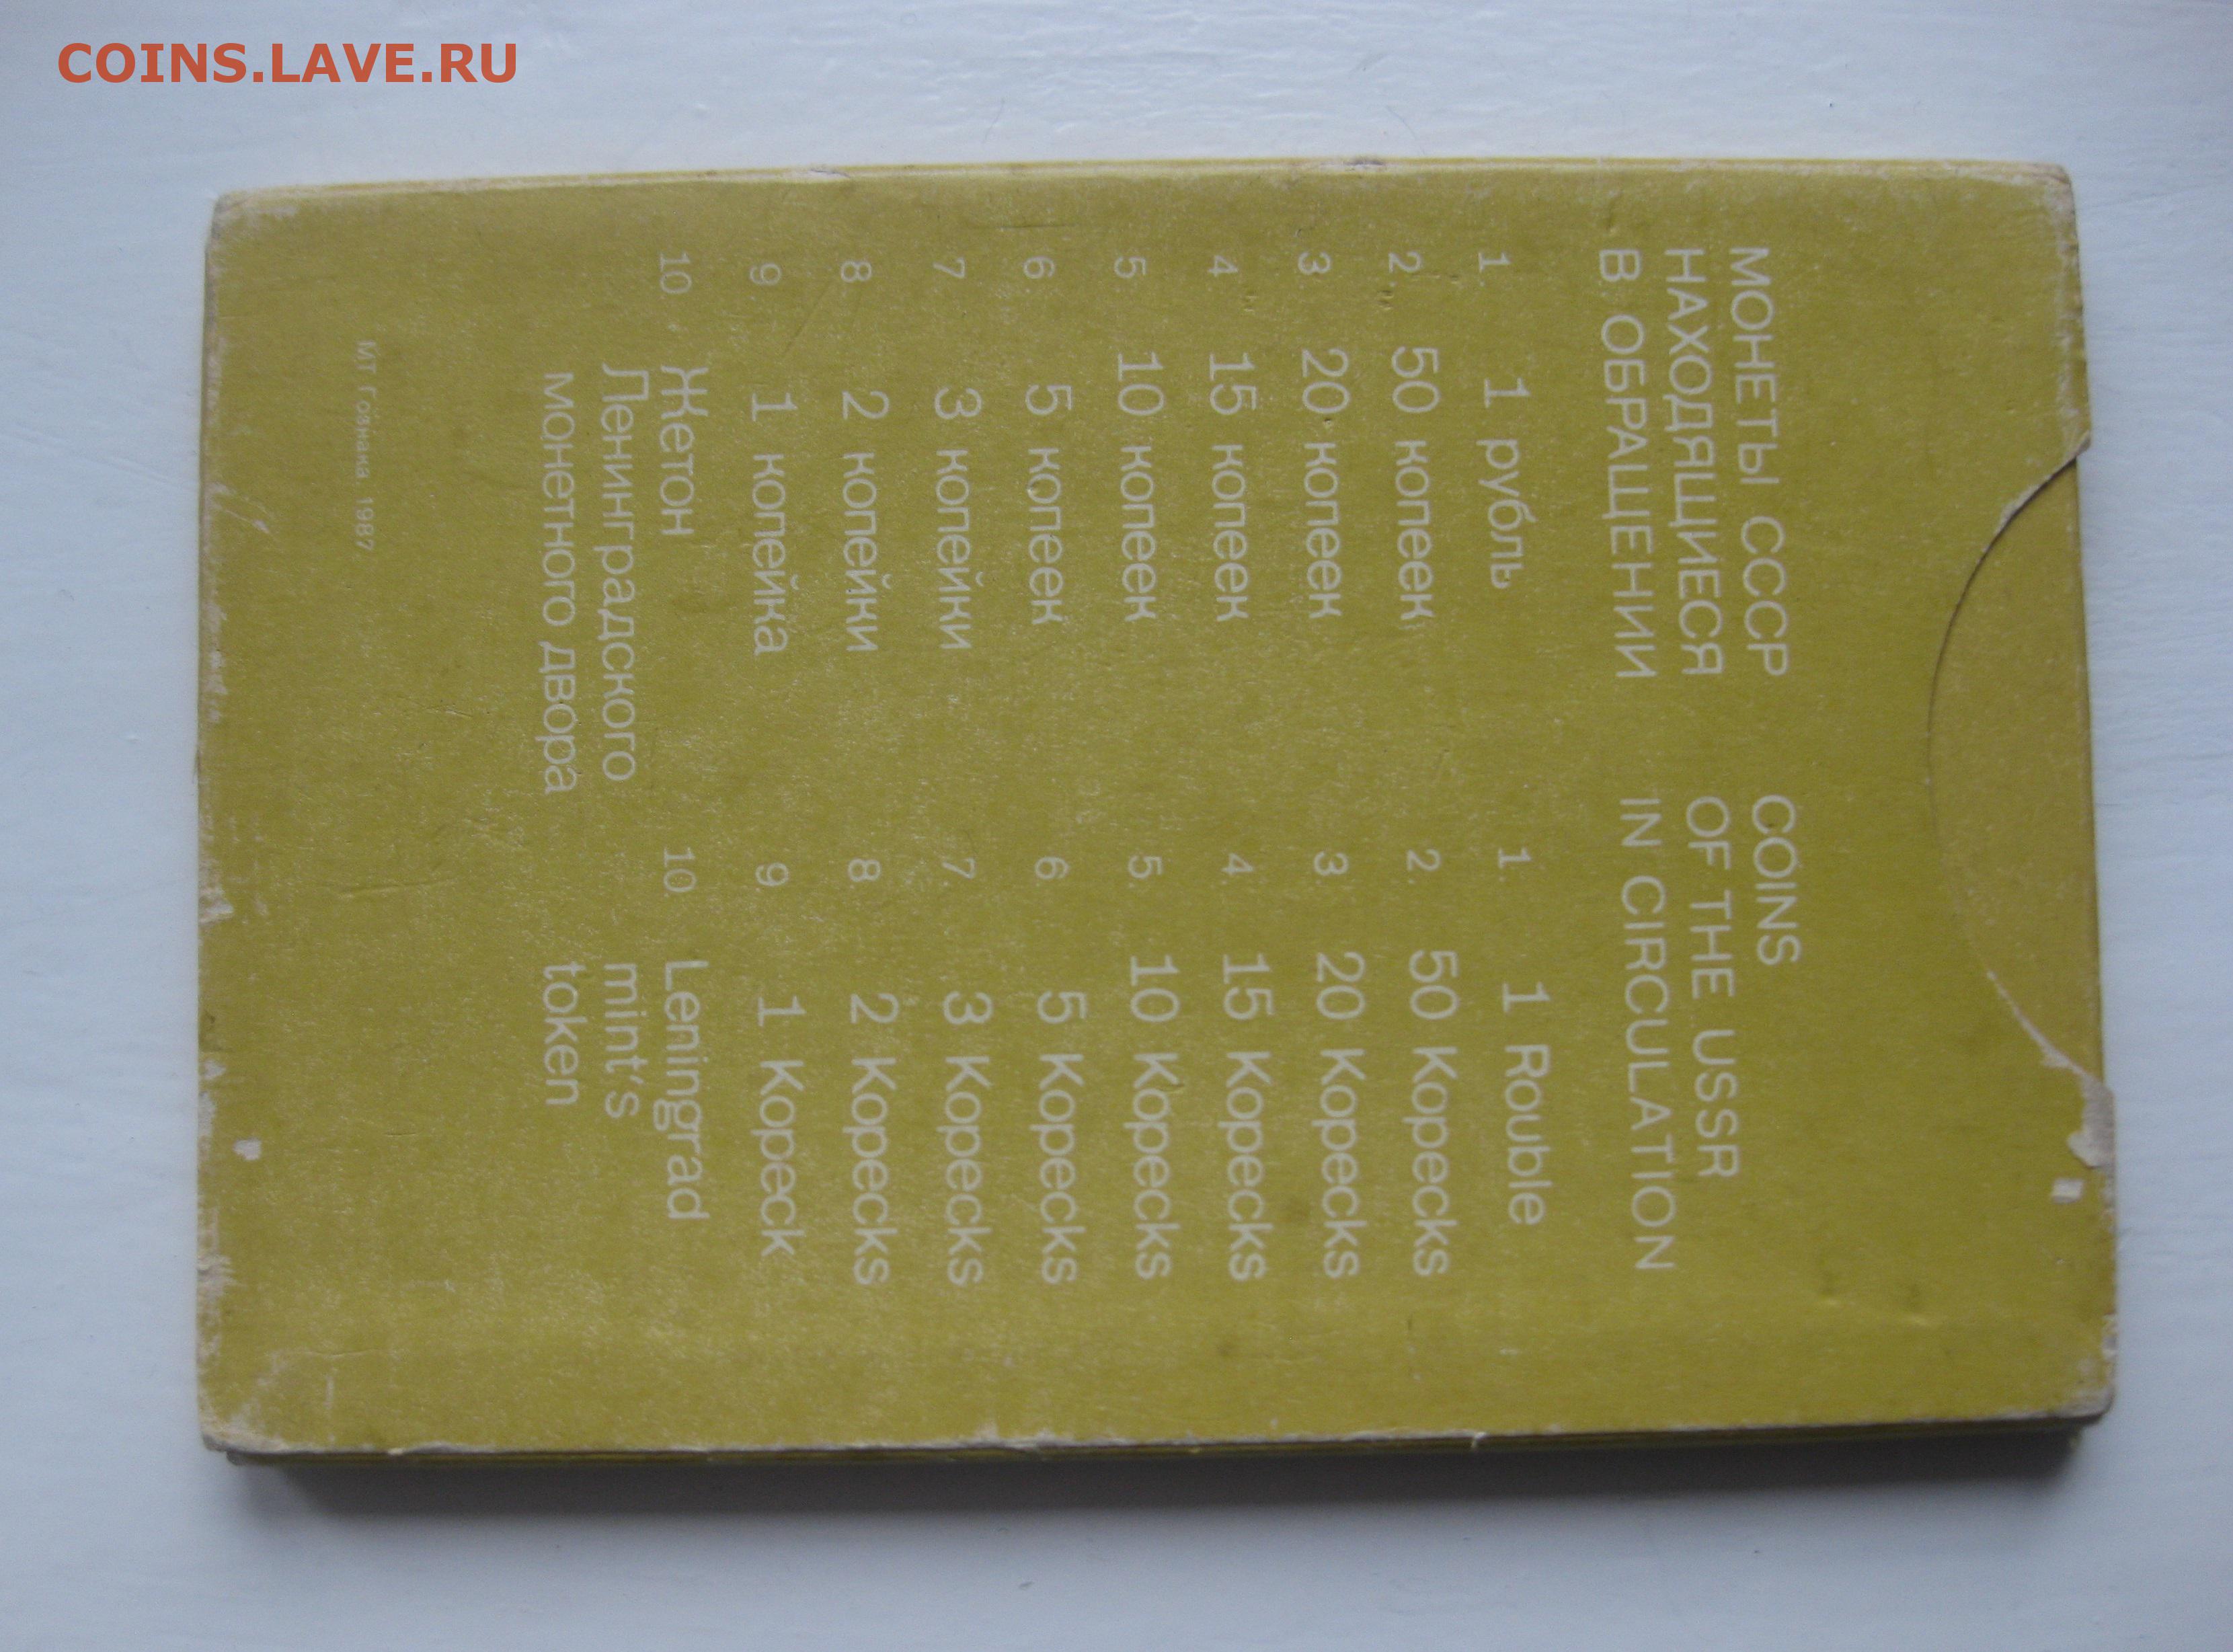 COINS.LAVE.RU
МОНЕТЫ СССР
НАХОДЯЩИЕСЯ
В ОБРАЩЕНИИ
1. 1 рубль
2. 50 копеек
3. 20 копеек
4. 15 копеек
5. 10 копеек
6. 5 копеек
7 3 копейки
8 2 копейки
9 1 копейка
10. Жетон
Ленинградского
монетного двора
МТ Гознака 1987
COINS
OF THE USSR
IN CIRCULATION
1. 1 Rouble
2. 50 Kopecks
3. 20 Kopecks
4. 15 Kopecks
5. 10 Kopecks
6. 5 Kopecks
7. 3 Kopecks
8. 2 Kopecks
9. 1 Kopeck
10. Leningrad
mint's
token